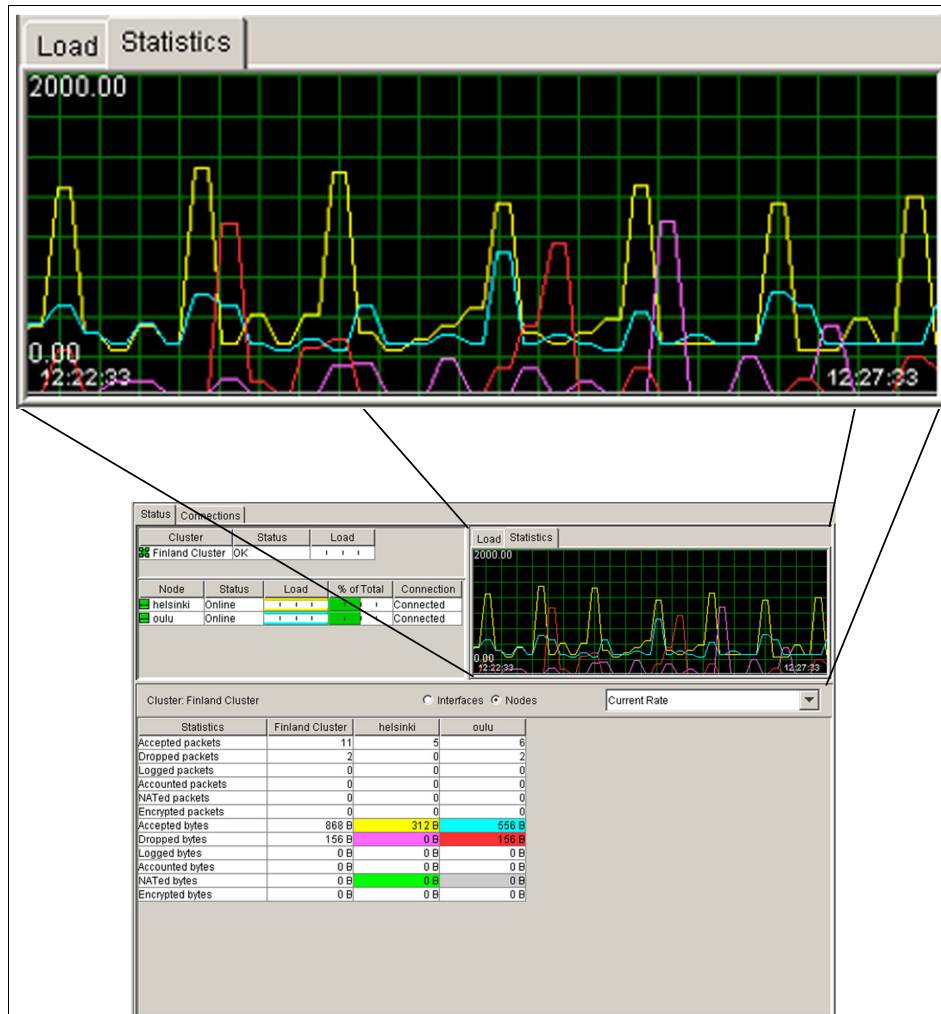 Load Statistics
2000.00
0.00
12:22:33 12:27:33
Status Connections
Cluster Status Load
Finland Cluster OK
Node Status Load % of Total Connection
helsinki Online Connected
oulu Online Connected
Load Statistics
2000.00
0.00
12:22:33 12:27:33
Cluster: Finland Cluster Interfaces Nodes Current Rate
Statistics Finland Cluster helsinki oulu
Accepted packets 11 5 6
Dropped packets 2 0 2
Logged packets 0 0 0
Accounted packets 0 0 0
NATed packets 0 0 0
Encrypted packets 0 0 0
Accepted bytes 868 B 312 B 556 B
Dropped bytes 156 B 0 B 156 B
Logged bytes 0 B 0 B 0 B
Accounted bytes 0 B 0 B 0 B
NATed bytes 0 B 0 B 0 B
Encrypted bytes 0 B 0 B 0 B